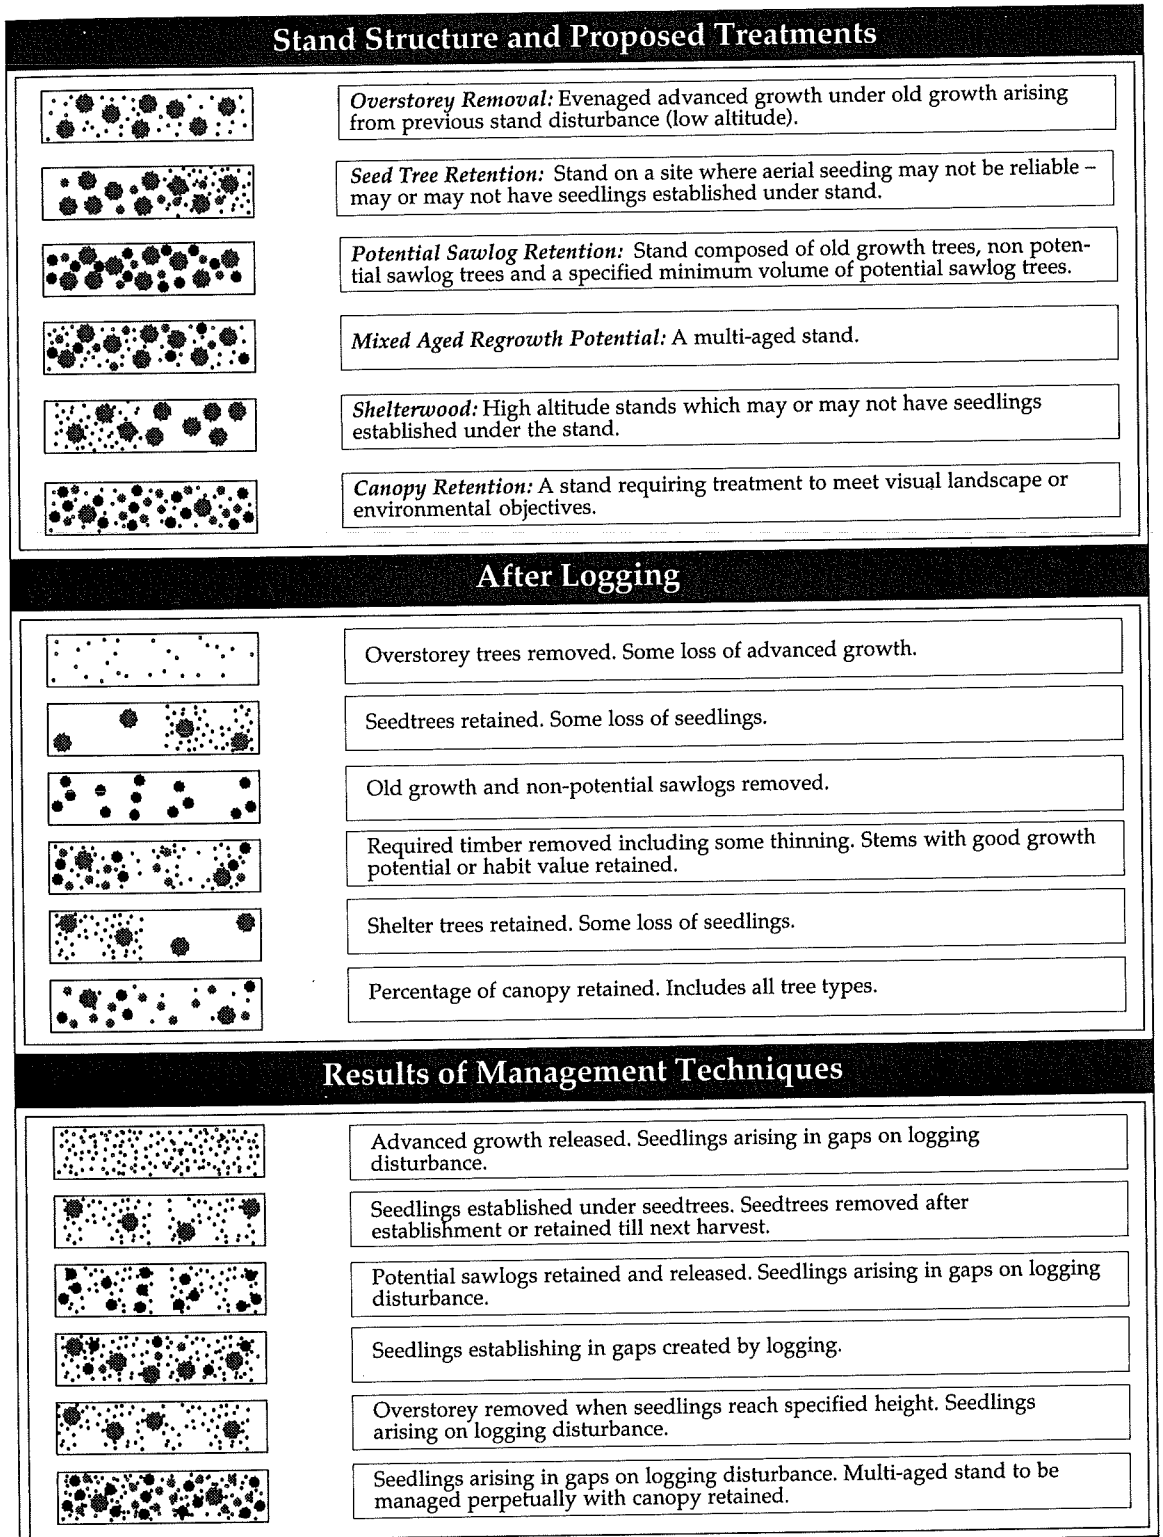 Stand Structure and Proposed Treatments
Overstorey Removal: Evenaged advanced growth under old growth arising
from previous stand disturbance (low altitude).
Seed Tree Retention: Stand on a site where aerial seeding may not be reliable –
may or may not have seedlings established under stand.
Potential Sawlog Retention: Stand composed of old growth trees, non poten-
tial sawlog trees and a specified minimum volume of potential sawlog trees.
Mixed Aged Regrowth Potential: A multi-aged stand.
Shelterwood: High altitude stands which may or may not have seedlings
established under the stand.
Canopy Retention: A stand requiring treatment to meet visual landscape or
environmental objectives.
After Logging
Overstorey trees removed. Some loss of advanced growth.
Seedtrees retained. Some loss of seedlings.
Old growth and non-potential sawlogs removed.
Required timber removed including some thinning. Stems with good growth
potential or habit value retained.
Shelter trees retained. Some loss of seedlings.
Percentage of canopy retained. Includes all tree types.
Results of Management Techniques
Advanced growth released. Seedlings arising in gaps on logging
disturbance.
Seedlings established under seedtrees. Seedtrees removed after
establishment or retained till next harvest.
Potential sawlogs retained and released. Seedlings arising in gaps on logging
disturbance.
Seedlings establishing in gaps created by logging.
Overstorey removed when seedlings reach specified height. Seedlings
arising on logging disturbance.
Seedlings arising in gaps on logging disturbance. Multi-aged stand to be
managed perpetually with canopy retained.